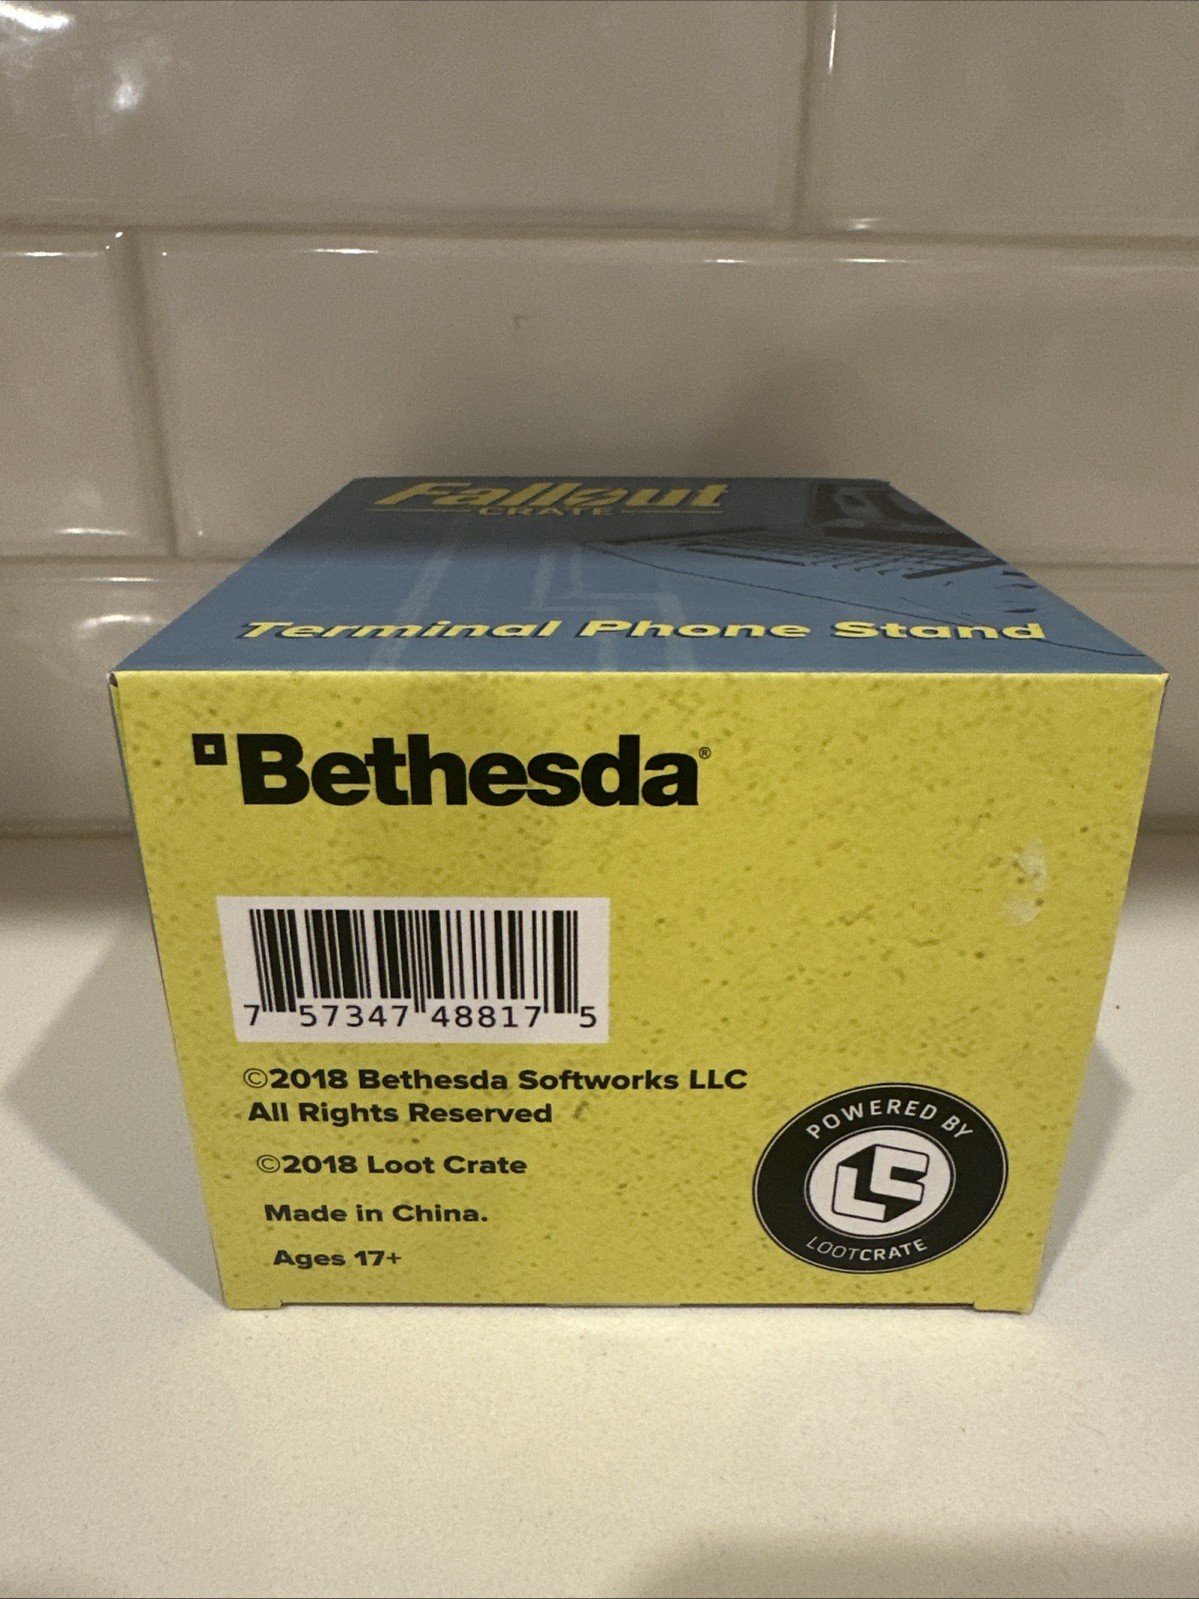 Fallout
CRATE
Terminal Phone Stand
Bethesda®
7 57347 48817 5
©2018 Bethesda Softworks LLC
All Rights Reserved
©2018 Loot Crate
Made in China.
Ages 17+
POWERED BY
LC
LOOTCRATE